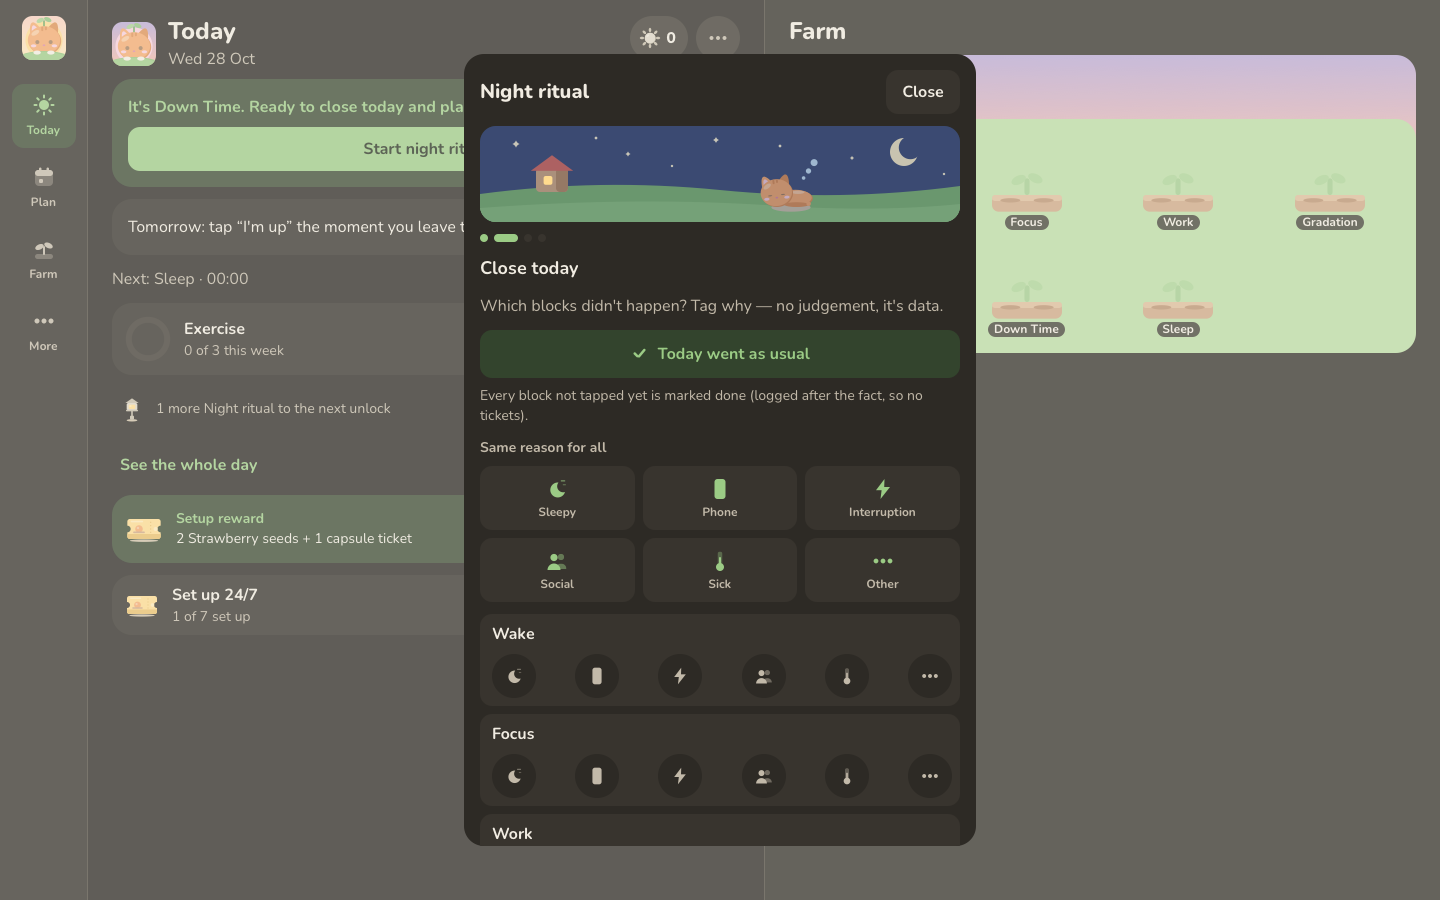 Today
Plan
Farm
More
Today
Wed 28 Oct
0
It's Down Time. Ready to close today and pla
Start night rit
Tomorrow: tap “I'm up” the moment you leave t
Next: Sleep · 00:00
Exercise
0 of 3 this week
1 more Night ritual to the next unlock
See the whole day
Setup reward
2 Strawberry seeds + 1 capsule ticket
Set up 24/7
1 of 7 set up
Night ritual
Close
Close today
Which blocks didn't happen? Tag why — no judgement, it's data.
Today went as usual
Every block not tapped yet is marked done (logged after the fact, so no
tickets).
Same reason for all
Sleepy
Phone
Interruption
Social
Sick
Other
Wake
Focus
Work
Farm
Focus
Work
Gradation
Down Time
Sleep